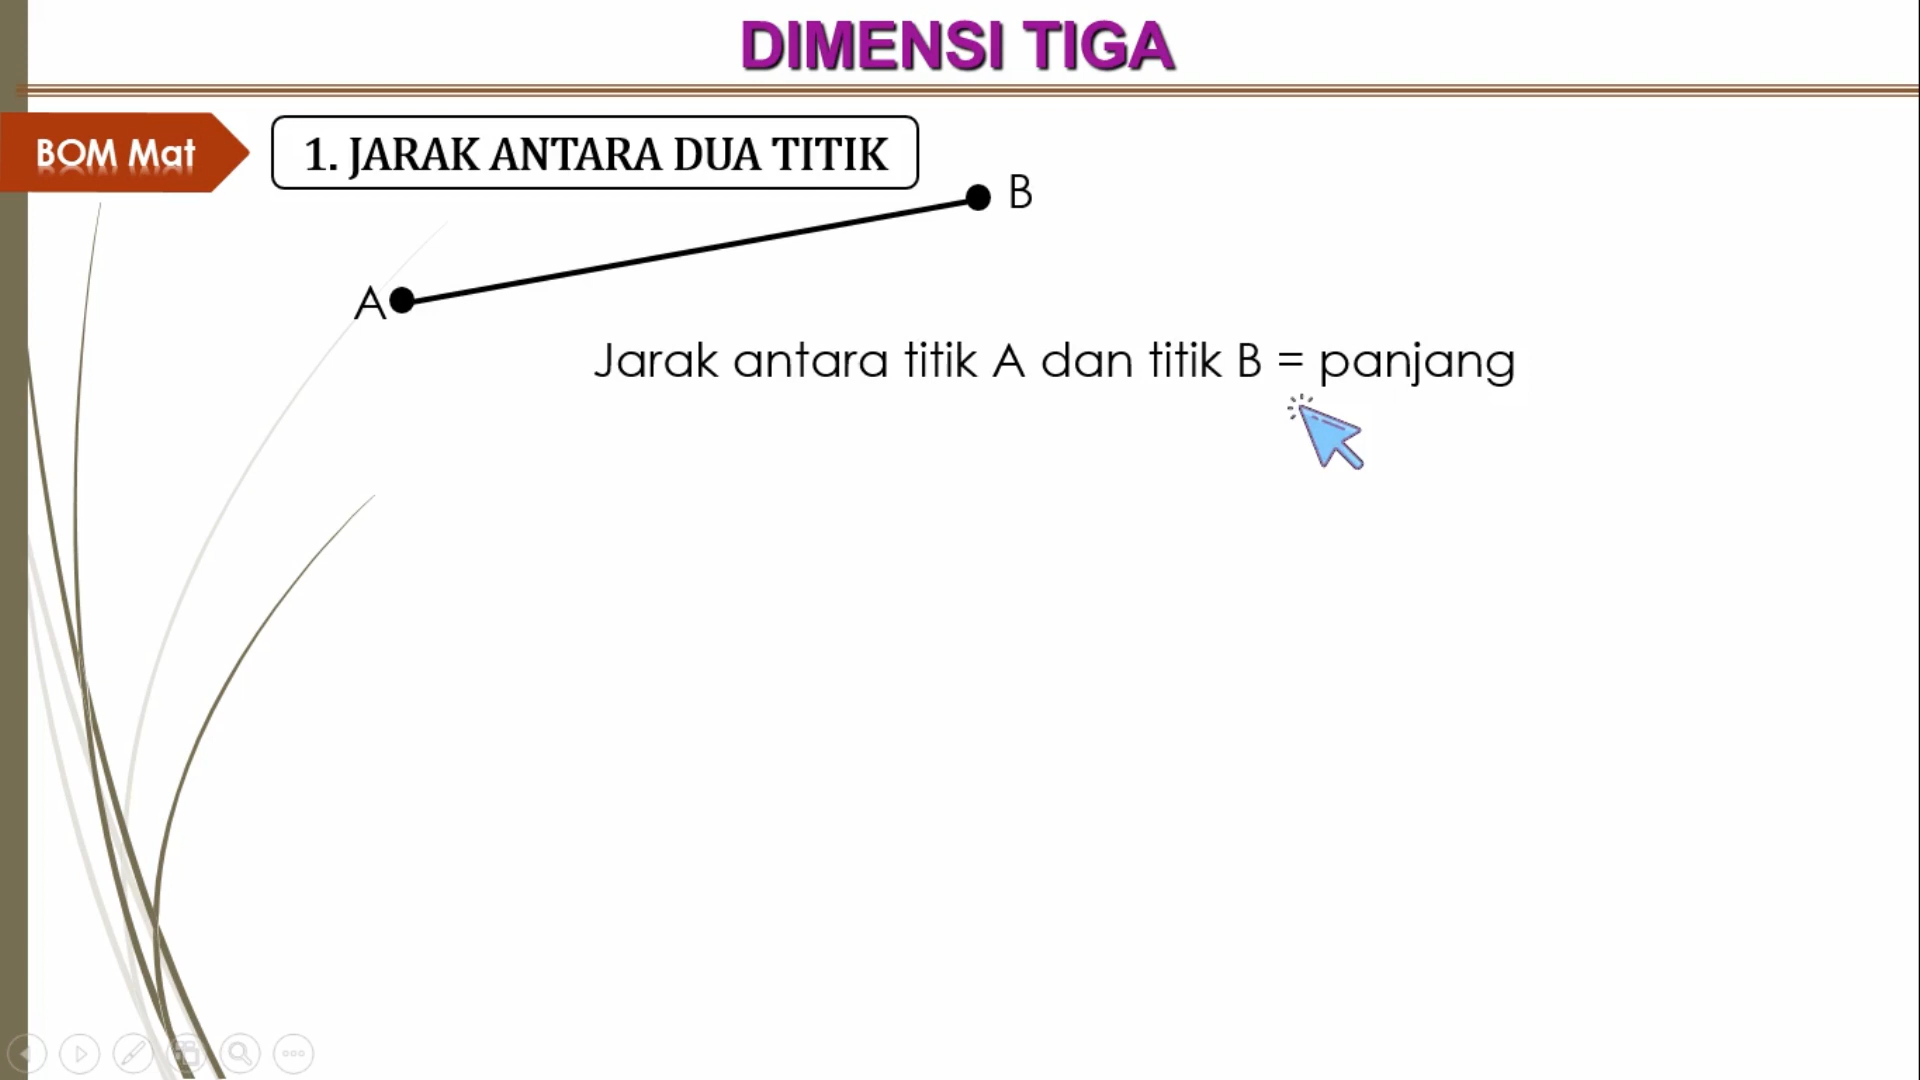 DIMENSI TIGA
BOM Mat
1. JARAK ANTARA DUA TITIK
B
A
Jarak antara titik A dan titik B = panjang